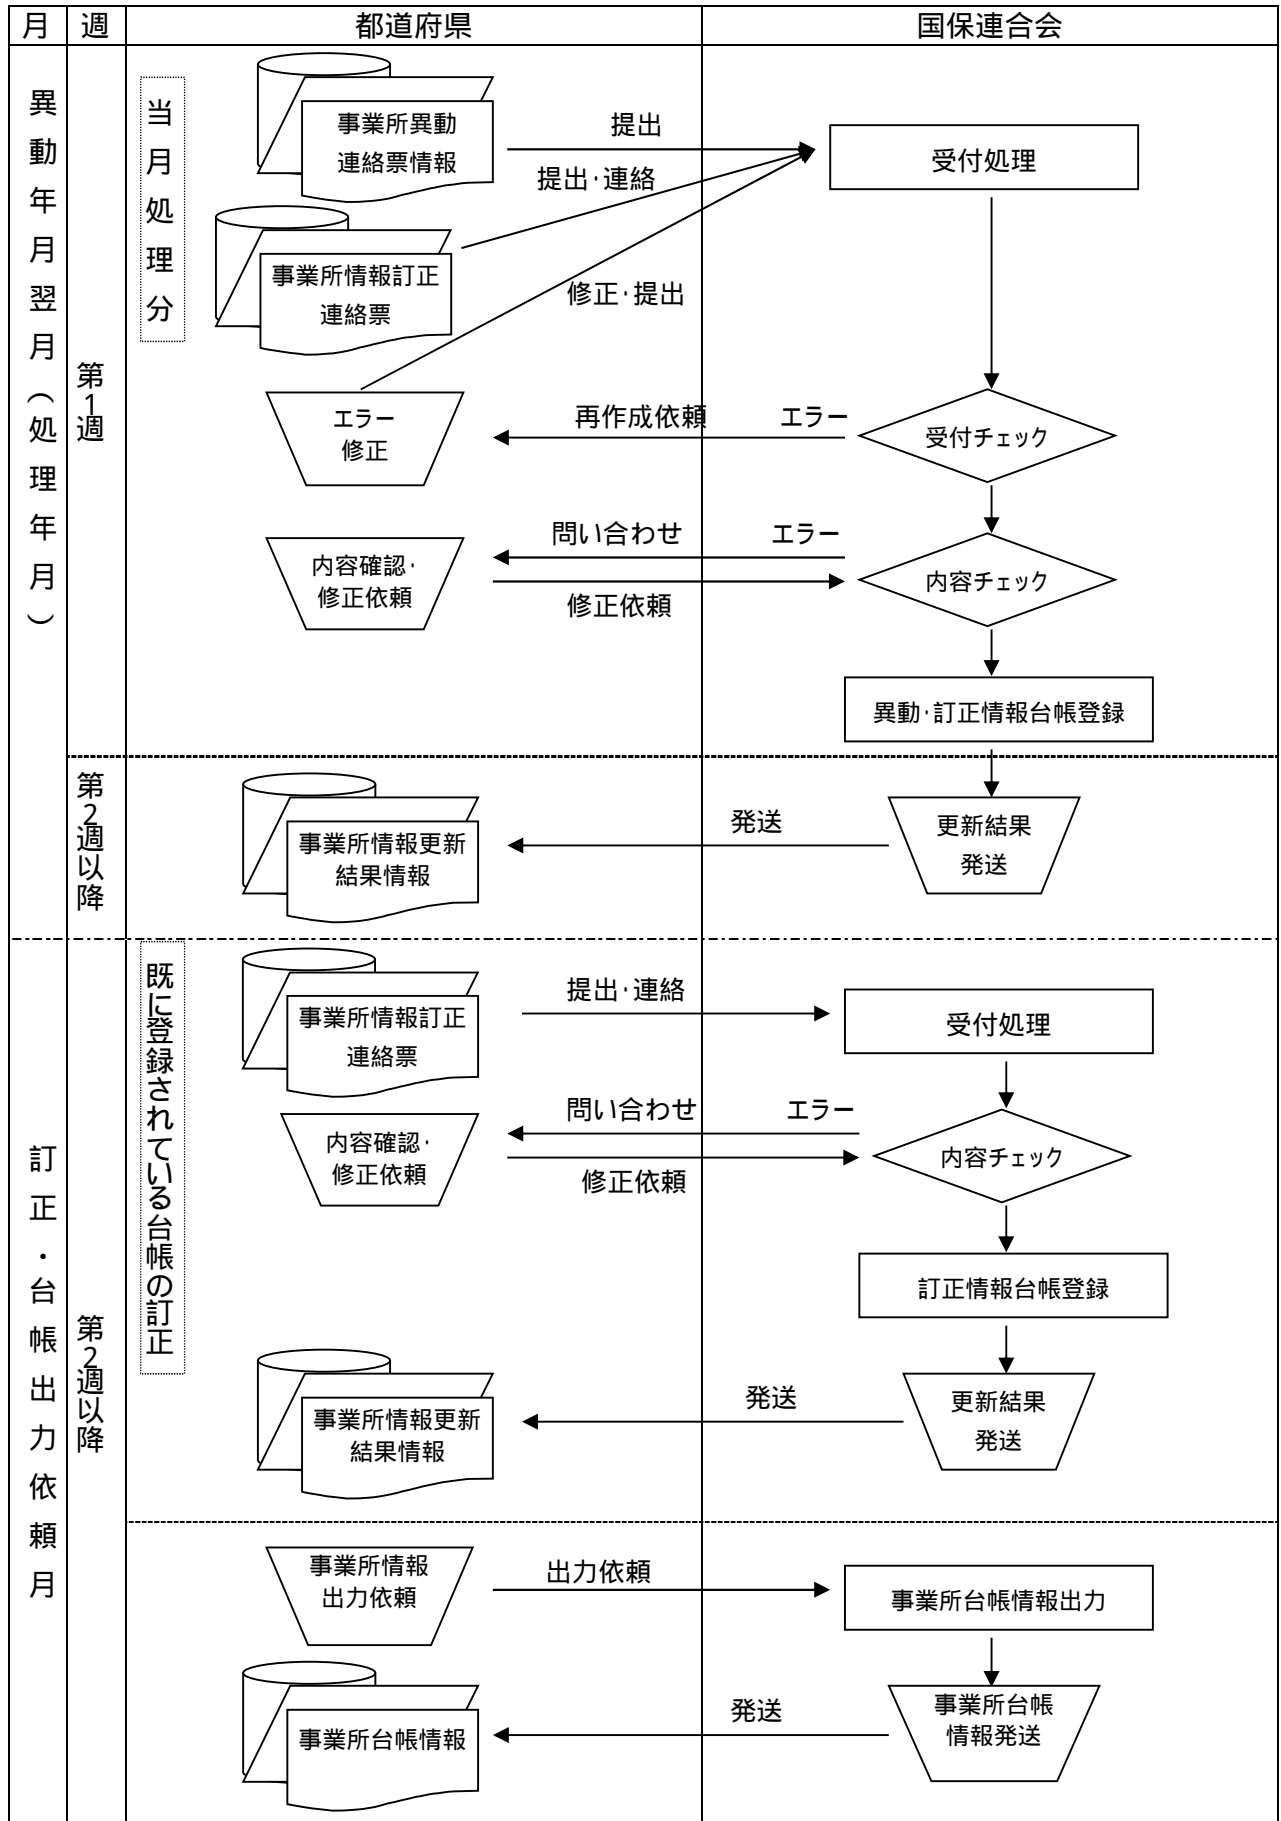 月 週 都道府県 国保連合会
異動年月翌月（処理年月）
第1週
当月処理分
事業所異動
連絡票情報
提出
受付処理
提出・連絡
事業所情報訂正
連絡票
修正・提出
エラー
修正
再作成依頼
エラー
受付チェック
問い合わせ
エラー
内容確認・
修正依頼
修正依頼
内容チェック
異動・訂正情報台帳登録
第2週以降
事業所情報更新
結果情報
発送
更新結果
発送
訂正・台帳出力依頼月
第2週以降
既に登録されている台帳の訂正
事業所情報訂正
連絡票
提出・連絡
受付処理
問い合わせ
エラー
内容確認・
修正依頼
修正依頼
内容チェック
訂正情報台帳登録
事業所情報更新
結果情報
発送
更新結果
発送
事業所情報
出力依頼
出力依頼
事業所台帳情報出力
事業所台帳情報
発送
事業所台帳
情報発送